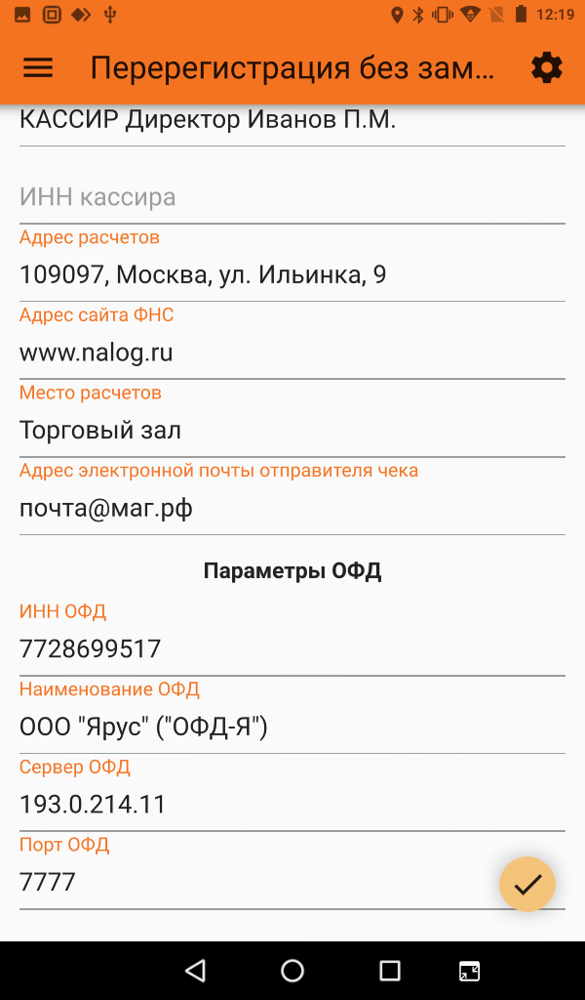 12:19
Перерегистрация без зам...
КАССИР Директор Иванов П.М.
ИНН кассира
Адрес расчетов
109097, Москва, ул. Ильинка, 9
Адрес сайта ФНС
www.nalog.ru
Место расчетов
Торговый зал
Адрес электронной почты отправителя чека
почта@маг.рф
Параметры ОФД
ИНН ОФД
7728699517
Наименование ОФД
ООО "Ярус" ("ОФД-Я")
Сервер ОФД
193.0.214.11
Порт ОФД
7777